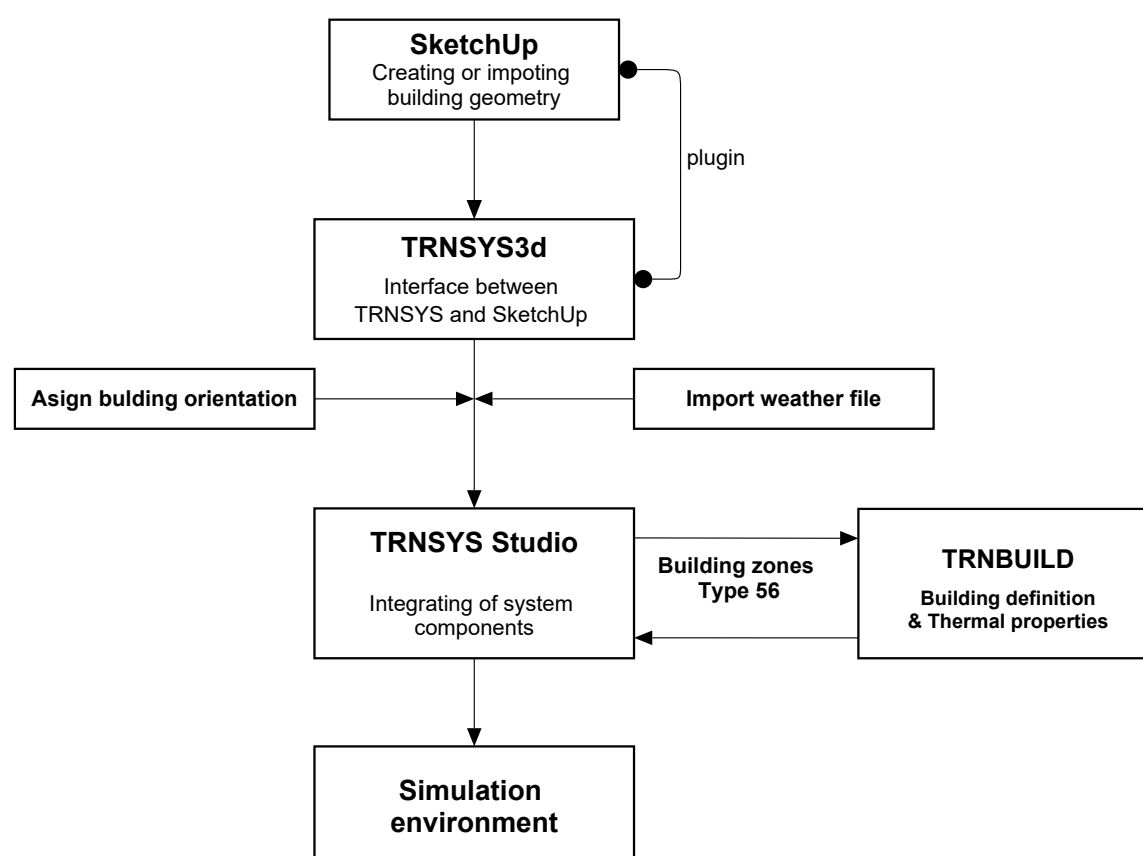 SketchUp
Creating or impoting
building geometry
plugin
TRNSYS3d
Interface between
TRNSYS and SketchUp
Asign bulding orientation
Import weather file
TRNSYS Studio
Integrating of system
components
Building zones
Type 56
TRNBUILD
Building definition
& Thermal properties
Simulation
environment